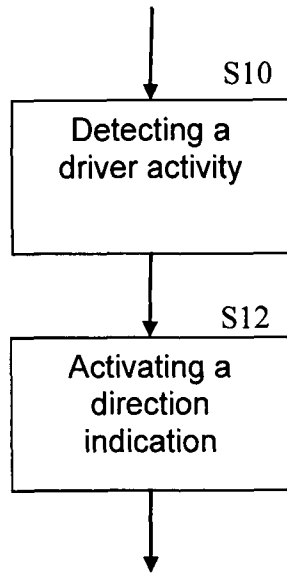 S10
Detecting a
driver activity
S12
Activating a
direction
indication